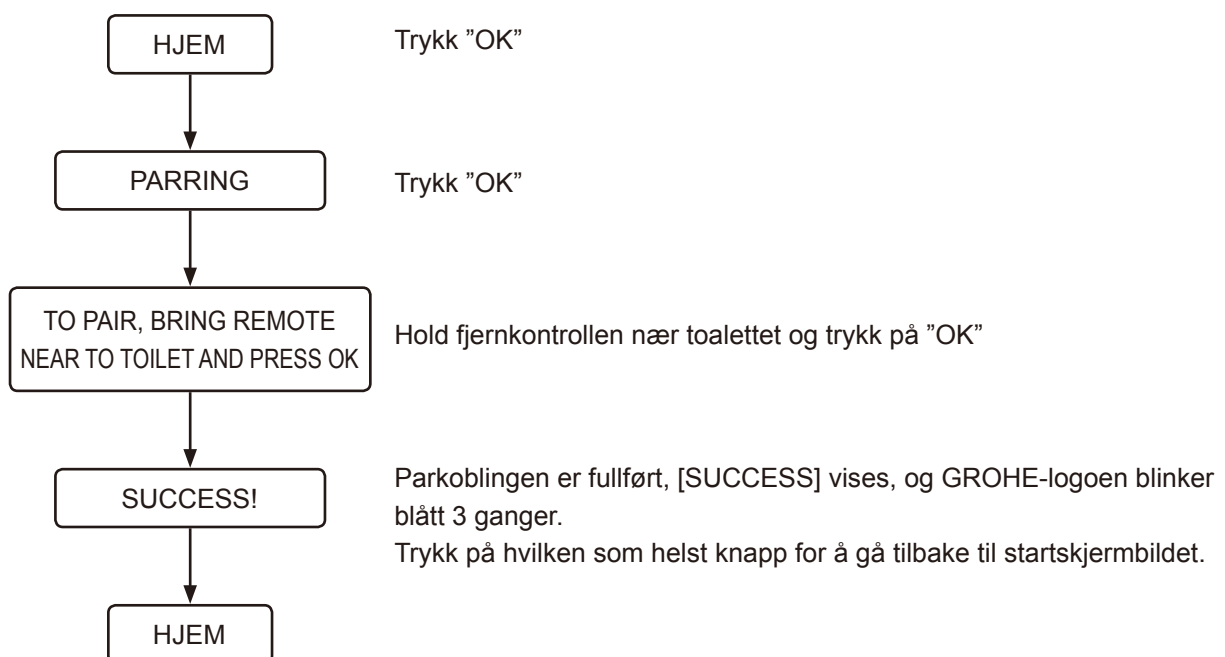 HJEM
Trykk ”OK”
PARRING
Trykk ”OK”
TO PAIR, BRING REMOTE
NEAR TO TOILET AND PRESS OK
Hold fjernkontrollen nær toalettet og trykk på ”OK”
SUCCESS!
Parkoblingen er fullført, [SUCCESS] vises, og GROHE-logoen blinker
blått 3 ganger.
Trykk på hvilken som helst knapp for å gå tilbake til startskjermbildet.
HJEM